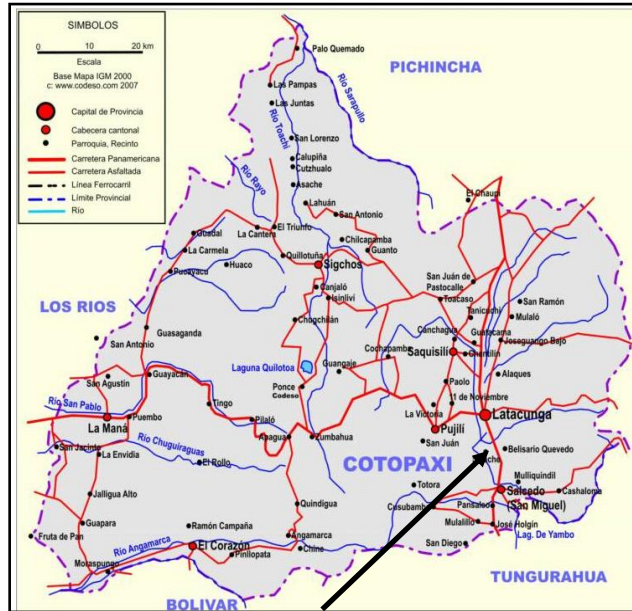 SIMBOLOS
0 10 20 km
Escala
Base Mapa IGM 2000
c: www.codeso.com 2007
Capital de Provincia
Cabecera cantonal
Parroquia, Recinto
Carretera Panamericana
Carretera Asfaltada
Línea Ferrocarril
Límite Provincial
Río
Palo Quemado
PICHINCHA
Las Pampas
Las Juntas
Río Sarapullo
Río Toachi
San Lorenzo
Calupiña
Cutzhualo
Río Rayo
Asache
El Chaupi
Lahuán
San Antonio
Guadal
La Cantera
El Triunfo
Chilcapamba
La Carmela
Quillotuña
Guanto
Pucayacu
Huaco
Sigchos
San Juan de
Pastocalle
Canjaló
Toacaso
LOS RIOS
Isinliví
San Ramón
Tanicuchí
Mulaló
Chogchilán
San Antonio
Guasaganda
Canchagua
Guaytacama
Joseguango Bajo
Cochapamba
Saquisilí
Chantilín
Laguna Quilotoa
Guangaje
Guayacan
San Agustín
Ponce
Codeso
Paolo
Alaques
Río San Pablo
Tingo
11 de Noviembre
La Victoria
Latacunga
La Maná
Puembo
Pilaló
Pujilí
San Jacinto
Río Chuguiraguas
Apagua
Zumbahua
San Juán
La Envidia
Belisario Quevedo
El Rollo
COTOPAXI
Mulliquindil
Totora
Jalligua Alto
Quindigua
Salcedo
Cashaloma
Cusubamba
Pansaleo
(San Miguel)
Guapara
Ramón Campaña
Mulalillo
José Holgín
Fruta de Pan
Río Angamarca
Angamarca
Lag. De Yambo
El Corazón
Chine
San Diego
Moraspungo
Pinllopata
TUNGURAHUA
BOLIVAR